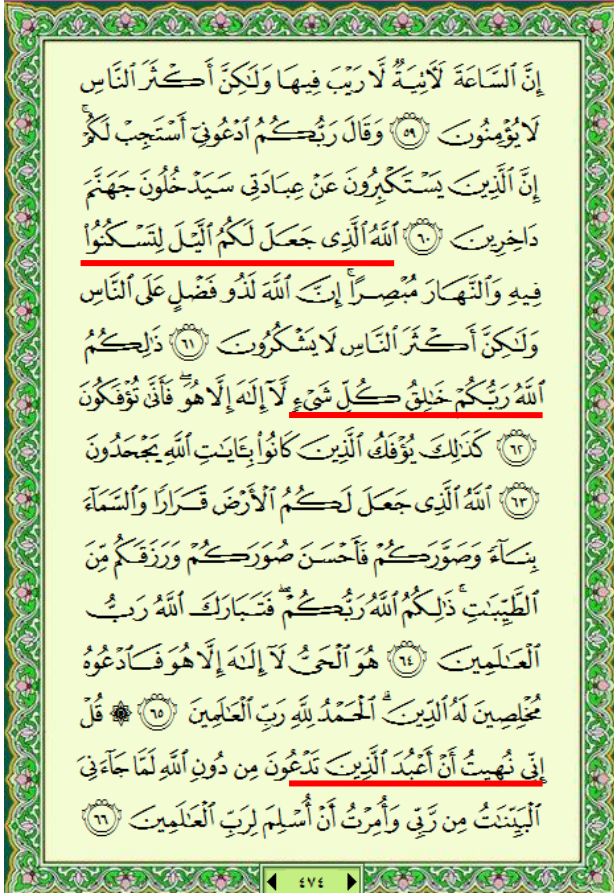 إِنَّ ٱلسَّاعَةَ لَـَٔاتِيَةٌ لَّا رَيْبَ فِيهَا وَلَـٰكِنَّ أَكْثَرَ ٱلنَّاسِ
لَا يُؤْمِنُونَ ﴿٥٩﴾ وَقَالَ رَبُّكُمُ ٱدْعُونِىٓ أَسْتَجِبْ لَكُمْ ۚ
إِنَّ ٱلَّذِينَ يَسْتَكْبِرُونَ عَنْ عِبَادَتِى سَيَدْخُلُونَ جَهَنَّمَ
دَاخِرِينَ ﴿٦٠﴾ ٱللَّهُ ٱلَّذِى جَعَلَ لَكُمُ ٱلَّيْلَ لِتَسْكُنُوا۟
فِيهِ وَٱلنَّهَارَ مُبْصِرًا ۚ إِنَّ ٱللَّهَ لَذُو فَضْلٍ عَلَى ٱلنَّاسِ
وَلَـٰكِنَّ أَكْثَرَ ٱلنَّاسِ لَا يَشْكُرُونَ ﴿٦١﴾ ذَٰلِكُمُ
ٱللَّهُ رَبُّكُمْ خَـٰلِقُ كُلِّ شَىْءٍ لَّآ إِلَـٰهَ إِلَّا هُوَ ۖ فَأَنَّىٰ تُؤْفَكُونَ
﴿٦٢﴾ كَذَٰلِكَ يُؤْفَكُ ٱلَّذِينَ كَانُوا۟ بِـَٔايَـٰتِ ٱللَّهِ يَجْحَدُونَ
﴿٦٣﴾ ٱللَّهُ ٱلَّذِى جَعَلَ لَكُمُ ٱلْأَرْضَ قَرَارًا وَٱلسَّمَآءَ
بِنَآءً وَصَوَّرَكُمْ فَأَحْسَنَ صُوَرَكُمْ وَرَزَقَكُم مِّنَ
ٱلطَّيِّبَـٰتِ ۚ ذَٰلِكُمُ ٱللَّهُ رَبُّكُمْ ۖ فَتَبَارَكَ ٱللَّهُ رَبُّ
ٱلْعَـٰلَمِينَ ﴿٦٤﴾ هُوَ ٱلْحَىُّ لَآ إِلَـٰهَ إِلَّا هُوَ فَٱدْعُوهُ
مُخْلِصِينَ لَهُ ٱلدِّينَ ۗ ٱلْحَمْدُ لِلَّهِ رَبِّ ٱلْعَـٰلَمِينَ ﴿٦٥﴾ ۞ قُلْ
إِنِّى نُهِيتُ أَنْ أَعْبُدَ ٱلَّذِينَ تَدْعُونَ مِن دُونِ ٱللَّهِ لَمَّا جَآءَنِىَ
ٱلْبَيِّنَـٰتُ مِن رَّبِّى وَأُمِرْتُ أَنْ أُسْلِمَ لِرَبِّ ٱلْعَـٰلَمِينَ ﴿٦٦﴾
٤٧٤